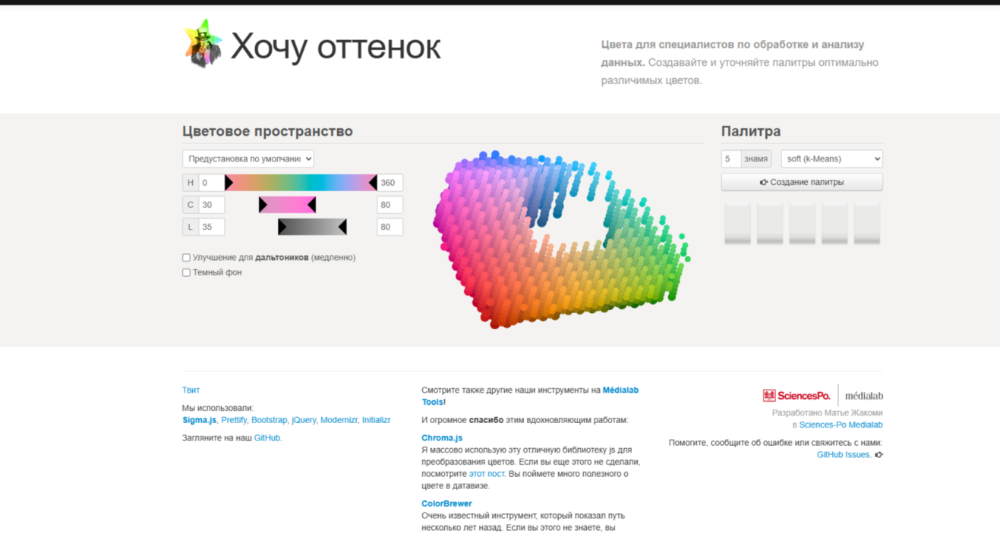 Хочу оттенок
Цвета для специалистов по обработке и анализу
данных. Создавайте и уточняйте палитры оптимально
различимых цветов.
Цветовое пространство
Предустановка по умолчани
H 0 360
C 30 80
L 35 80
Улучшение для дальтоников (медленно)
Темный фон
Палитра
5 знамя soft (k-Means)
Создание палитры
Твит
Мы использовали:
Sigma.js, Prettify, Bootstrap, jQuery, Modernizr, Initializr
Загляните на наш GitHub.
Смотрите также другие наши инструменты на Médialab
Tools!
И огромное спасибо этим вдохновляющим работам:
Chroma.js
Я массово использую эту отличную библиотеку js для
преобразования цветов. Если вы еще этого не сделали,
посмотрите этот пост. Вы поймете много полезного о
цвете в датавизе.
ColorBrewer
Очень известный инструмент, который показал путь
несколько лет назад. Если вы этого не знаете, вы
SciencesPo. médialab
Разработано Матье Жакоми
в Sciences-Po Medialab
Помогите, сообщите об ошибке или свяжитесь с нами:
GitHub Issues.